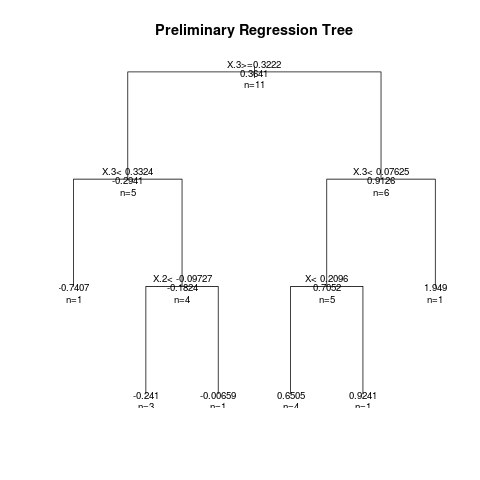 Preliminary Regression Tree
X.3>=0.3222
0.3641
n=11
X.3< 0.3324
-0.2941
n=5
X.3< 0.07625
0.9126
n=6
-0.7407
n=1
X.2< -0.09727
-0.1824
n=4
X< 0.2096
0.7052
n=5
1.949
n=1
-0.241
n=3
-0.00659
n=1
0.6505
n=4
0.9241
n=1